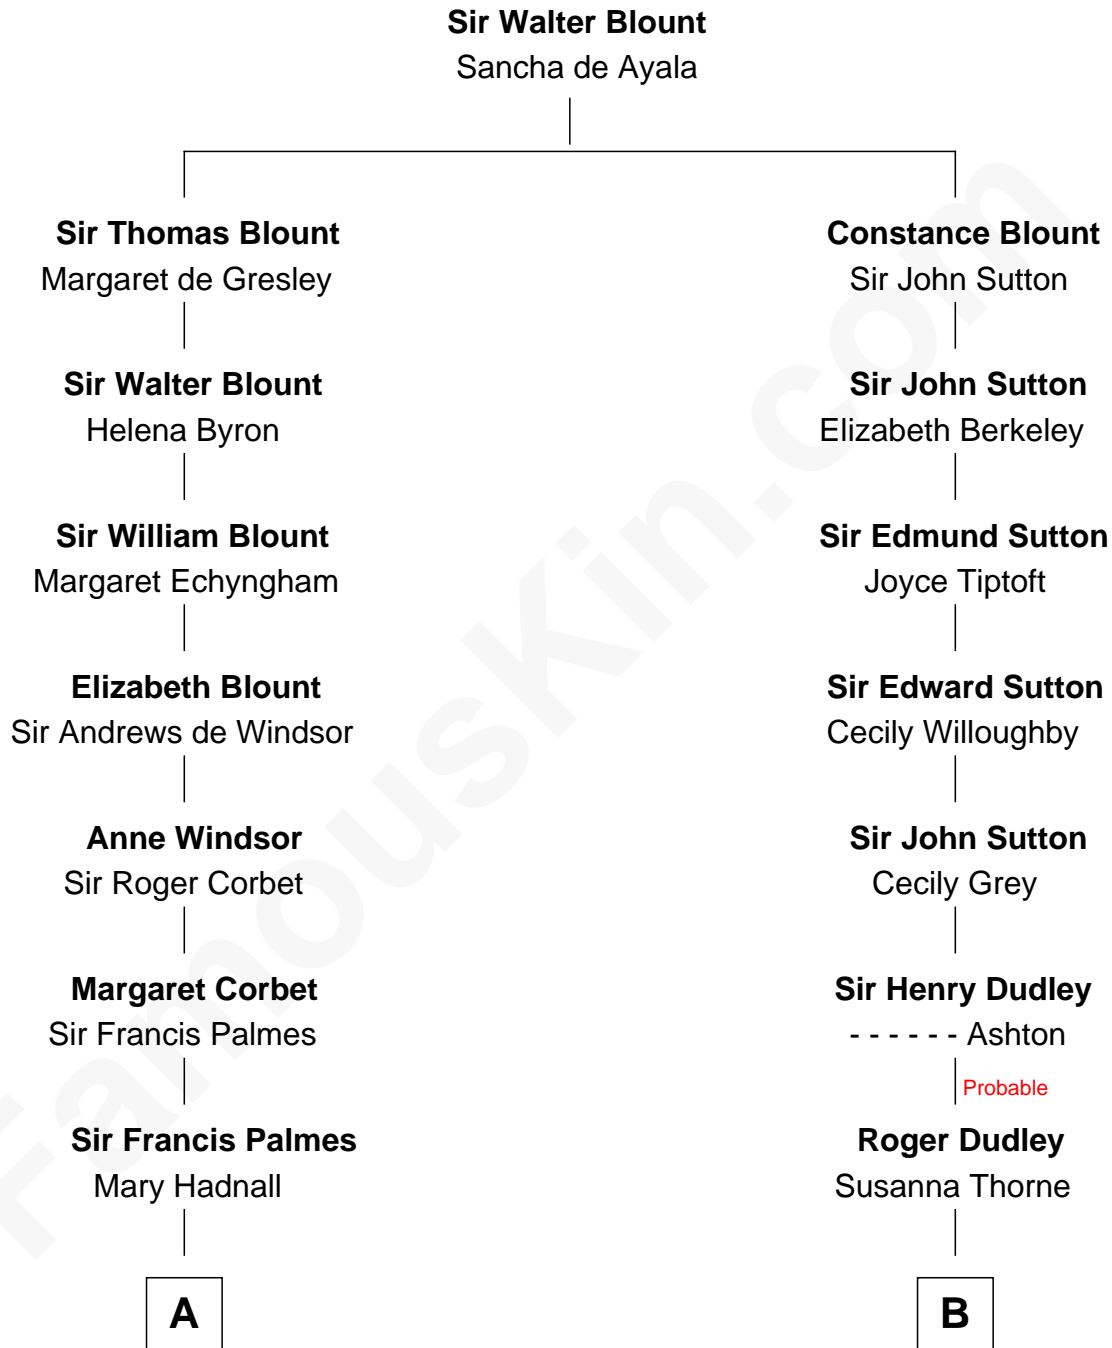 Sir Walter Blount
Sancha de Ayala
Sir Thomas Blount
Margaret de Gresley
Constance Blount
Sir John Sutton
Sir Walter Blount
Helena Byron
Sir John Sutton
Elizabeth Berkeley
Sir William Blount
Margaret Echyngham
Sir Edmund Sutton
Joyce Tiptoft
Elizabeth Blount
Sir Andrews de Windsor
Sir Edward Sutton
Cecily Willoughby
Anne Windsor
Sir Roger Corbet
Sir John Sutton
Cecily Grey
Margaret Corbet
Sir Francis Palmes
Sir Henry Dudley
- - - - - - Ashton
Probable
Sir Francis Palmes
Mary Hadnall
Roger Dudley
Susanna Thorne
A
B
FamousKin.com